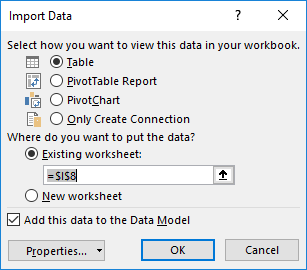 Import Data
Select how you want to view this data in your workbook.
Table
PivotTable Report
PivotChart
Only Create Connection
Where do you want to put the data?
Existing worksheet:
=$I$8
New worksheet
Add this data to the Data Model
Properties...
OK
Cancel